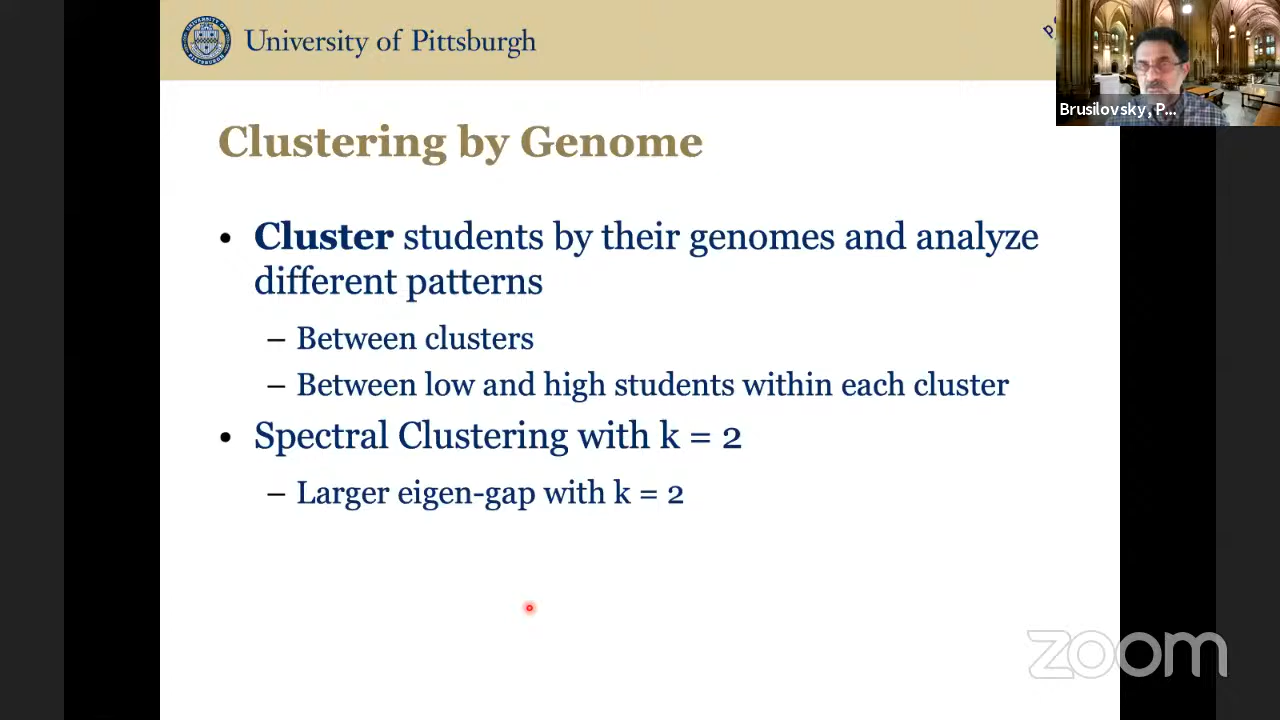 University of Pittsburgh
Brusilovsky, P...
Clustering by Genome
• Cluster students by their genomes and analyze
different patterns
– Between clusters
– Between low and high students within each cluster
• Spectral Clustering with k = 2
– Larger eigen-gap with k = 2
zoom